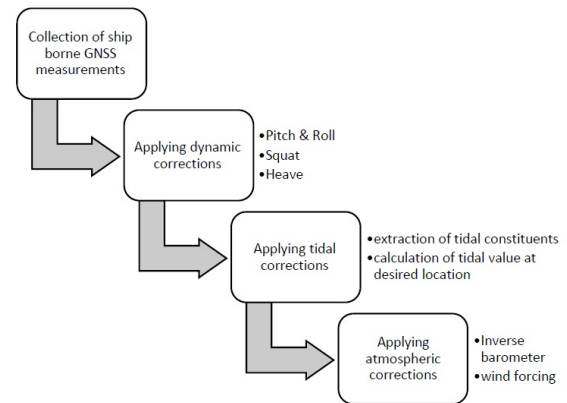 Collection of ship
borne GNSS
measurements
Applying dynamic
corrections
•Pitch & Roll
•Squat
•Heave
Applying tidal
corrections
•extraction of tidal constituents
•calculation of tidal value at
desired location
Applying
atmospheric
corrections
•Inverse
barometer
•wind forcing